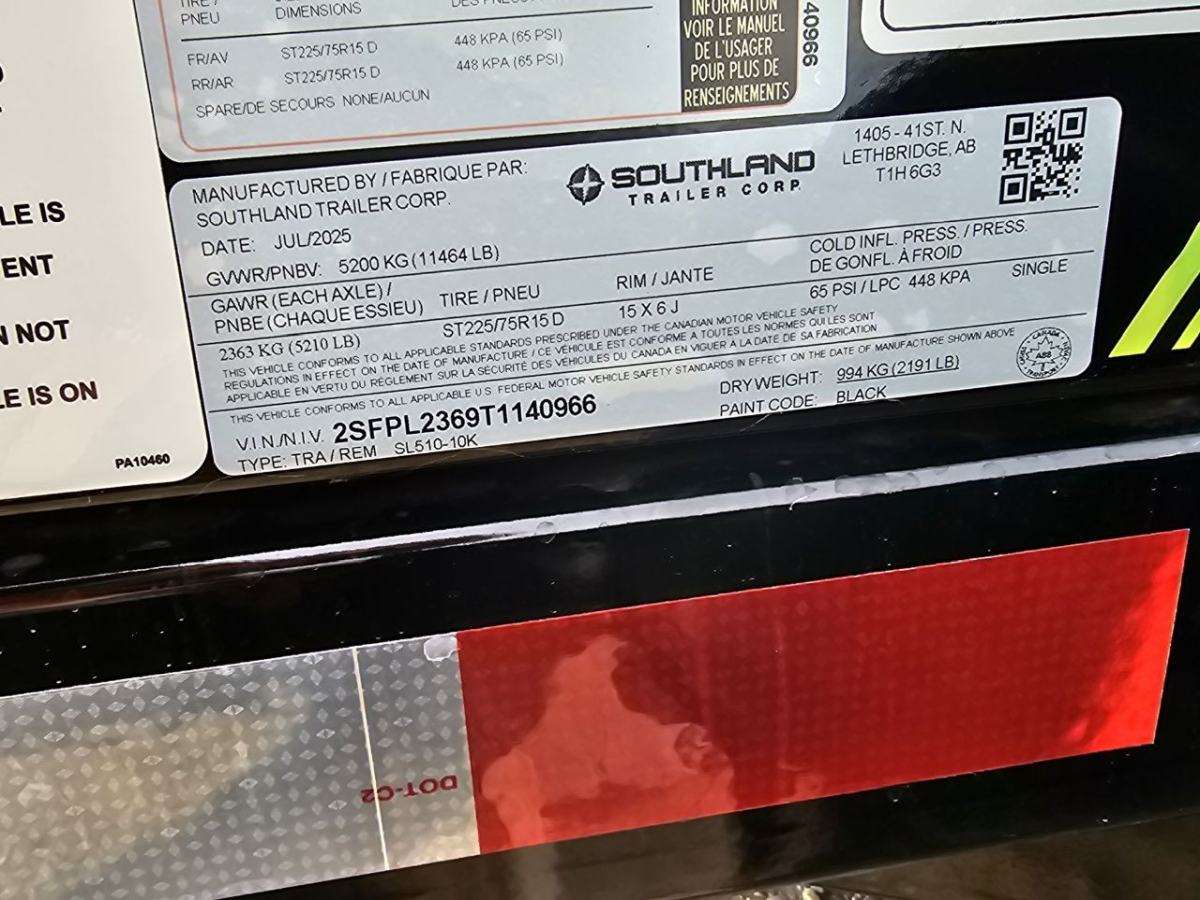 PNEU
DIMENSIONS
FR/AV ST225/75R15 D 448 KPA (65 PSI)
RR/AR ST225/75R15 D 448 KPA (65 PSI)
SPARE/DE SECOURS NONE/AUCUN
INFORMATION
VOIR LE MANUEL
DE L'USAGER
POUR PLUS DE
RENSEIGNEMENTS
40966
LE IS
ENT
N NOT
LE IS ON
PA10460
MANUFACTURED BY / FABRIQUE PAR:
SOUTHLAND TRAILER CORP.
SOUTHLAND
TRAILER CORP.
1405 - 41ST. N.
LETHBRIDGE, AB
T1H 6G3
DATE: JUL/2025
GVWR/PNBV: 5200 KG (11464 LB)
GAWR (EACH AXLE) /
PNBE (CHAQUE ESSIEU)
TIRE / PNEU
RIM / JANTE
COLD INFL. PRESS. / PRESS.
DE GONFL. À FROID
2363 KG (5210 LB) ST225/75R15 D 15 X 6 J 65 PSI / LPC 448 KPA SINGLE
THIS VEHICLE CONFORMS TO ALL APPLICABLE STANDARDS PRESCRIBED UNDER THE CANADIAN MOTOR VEHICLE SAFETY
REGULATIONS IN EFFECT ON THE DATE OF MANUFACTURE / CE VÉHICULE EST CONFORME A TOUTES LES NORMES QUI LES SONT
APPLICABLE EN VERTU DU RÈGLEMENT SUR LA SÉCURITÉ DES VÉHICULES DU CANADA EN VIGUER A LA DATE DE SA FABRICATION
THIS VEHICLE CONFORMS TO ALL APPLICABLE U.S. FEDERAL MOTOR VEHICLE SAFETY STANDARDS IN EFFECT ON THE DATE OF MANUFACTURE SHOWN ABOVE
V.I.N./N.I.V. 2SFPL2369T1140966
DRY WEIGHT: 994 KG (2191 LB)
TYPE: TRA / REM SL510-10K
PAINT CODE: BLACK
CANADA
TRANSPORT
DOT-C2